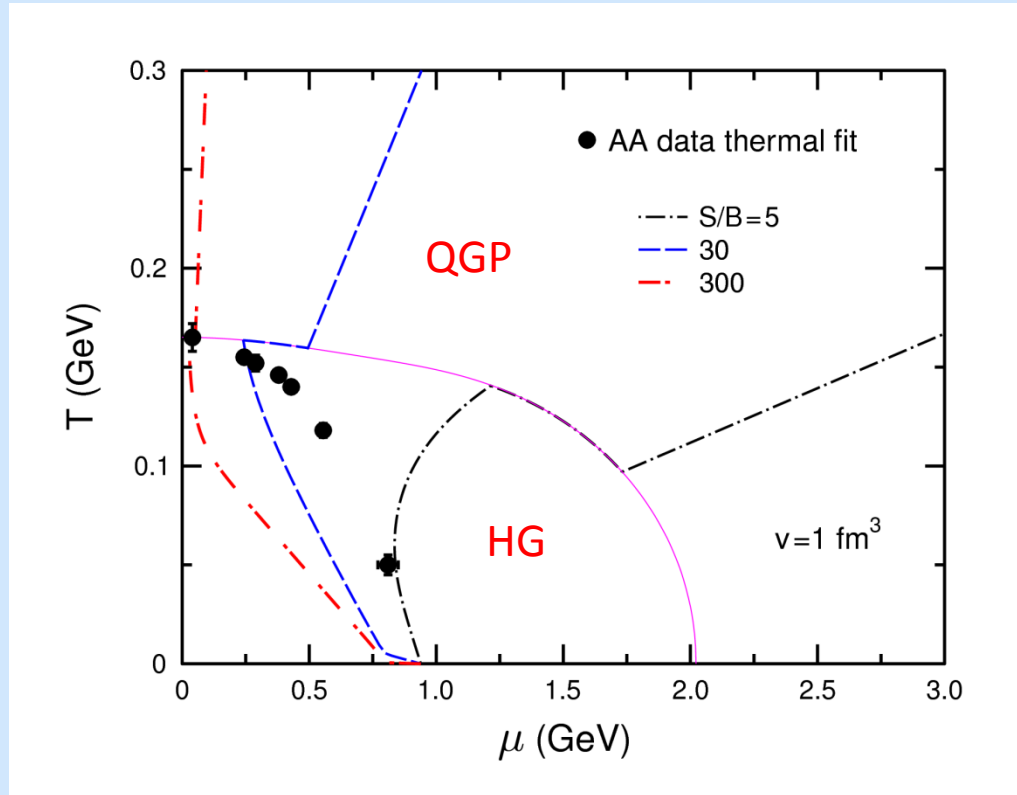 0.3
AA data thermal fit
S/B=5
30
300
QGP
0.2
T (GeV)
0.1
HG
v=1 fm³
0
0 0.5 1.0 1.5 2.0 2.5 3.0
μ (GeV)